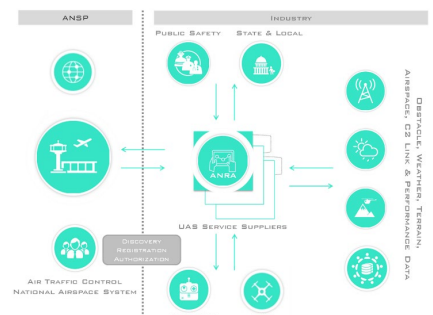 ANSP
INDUSTRY
PUBLIC SAFETY
STATE & LOCAL
ANRA
UAS SERVICE SUPPLIERS
DISCOVERY
REGISTRATION
AUTHORIZATION
AIR TRAFFIC CONTROL
NATIONAL AIRSPACE SYSTEM
OBSTACLE, WEATHER, TERRAIN,
AIRSPACE, C2 LINK & PERFORMANCE DATA